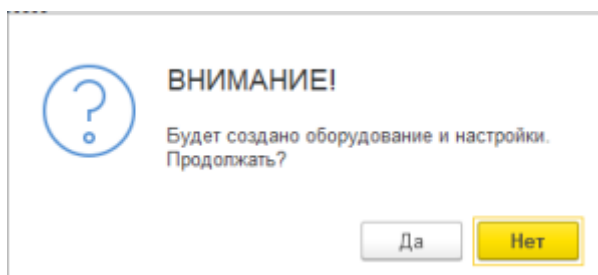 ВНИМАНИЕ!
Будет создано оборудование и настройки.
Продолжать?
Да
Нет